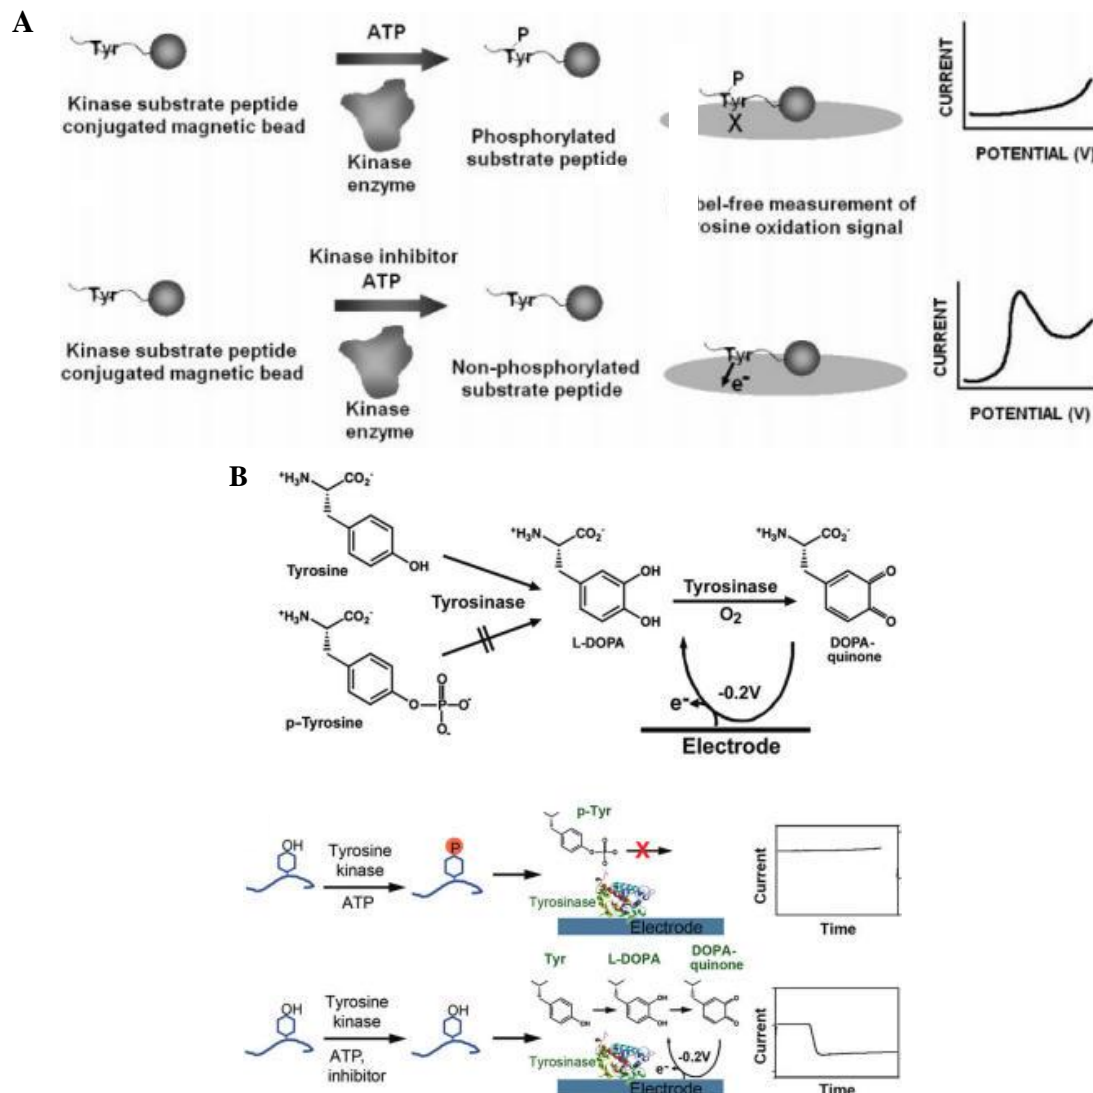 A
Tyr
Kinase substrate peptide
conjugated magnetic bead
ATP
Kinase
enzyme
P
Tyr
Phosphorylated
substrate peptide
P
Tyr
X
bel-free measurement of
rosine oxidation signal
CURRENT
POTENTIAL (V)
Tyr
Kinase substrate peptide
conjugated magnetic bead
Kinase inhibitor
ATP
Kinase
enzyme
Tyr
Non-phosphorylated
substrate peptide
Tyr
e-
CURRENT
POTENTIAL (V)
B
⁺H₃N CO₂⁻
OH
Tyrosine
⁺H₃N CO₂⁻
O
O-P-O⁻
O-
p-Tyrosine
Tyrosinase
⁺H₃N CO₂⁻
OH
OH
L-DOPA
Tyrosinase
O₂
⁺H₃N CO₂⁻
O
O
DOPA-
quinone
-0.2V
e⁻
Electrode
OH
Tyrosine
kinase
ATP
P
p-Tyr
X
Tyrosinase
Electrode
Current
Time
OH
Tyrosine
kinase
ATP,
inhibitor
OH
Tyr
L-DOPA
DOPA-
quinone
Tyrosinase
-0.2V
e⁻
Electrode
Current
Time